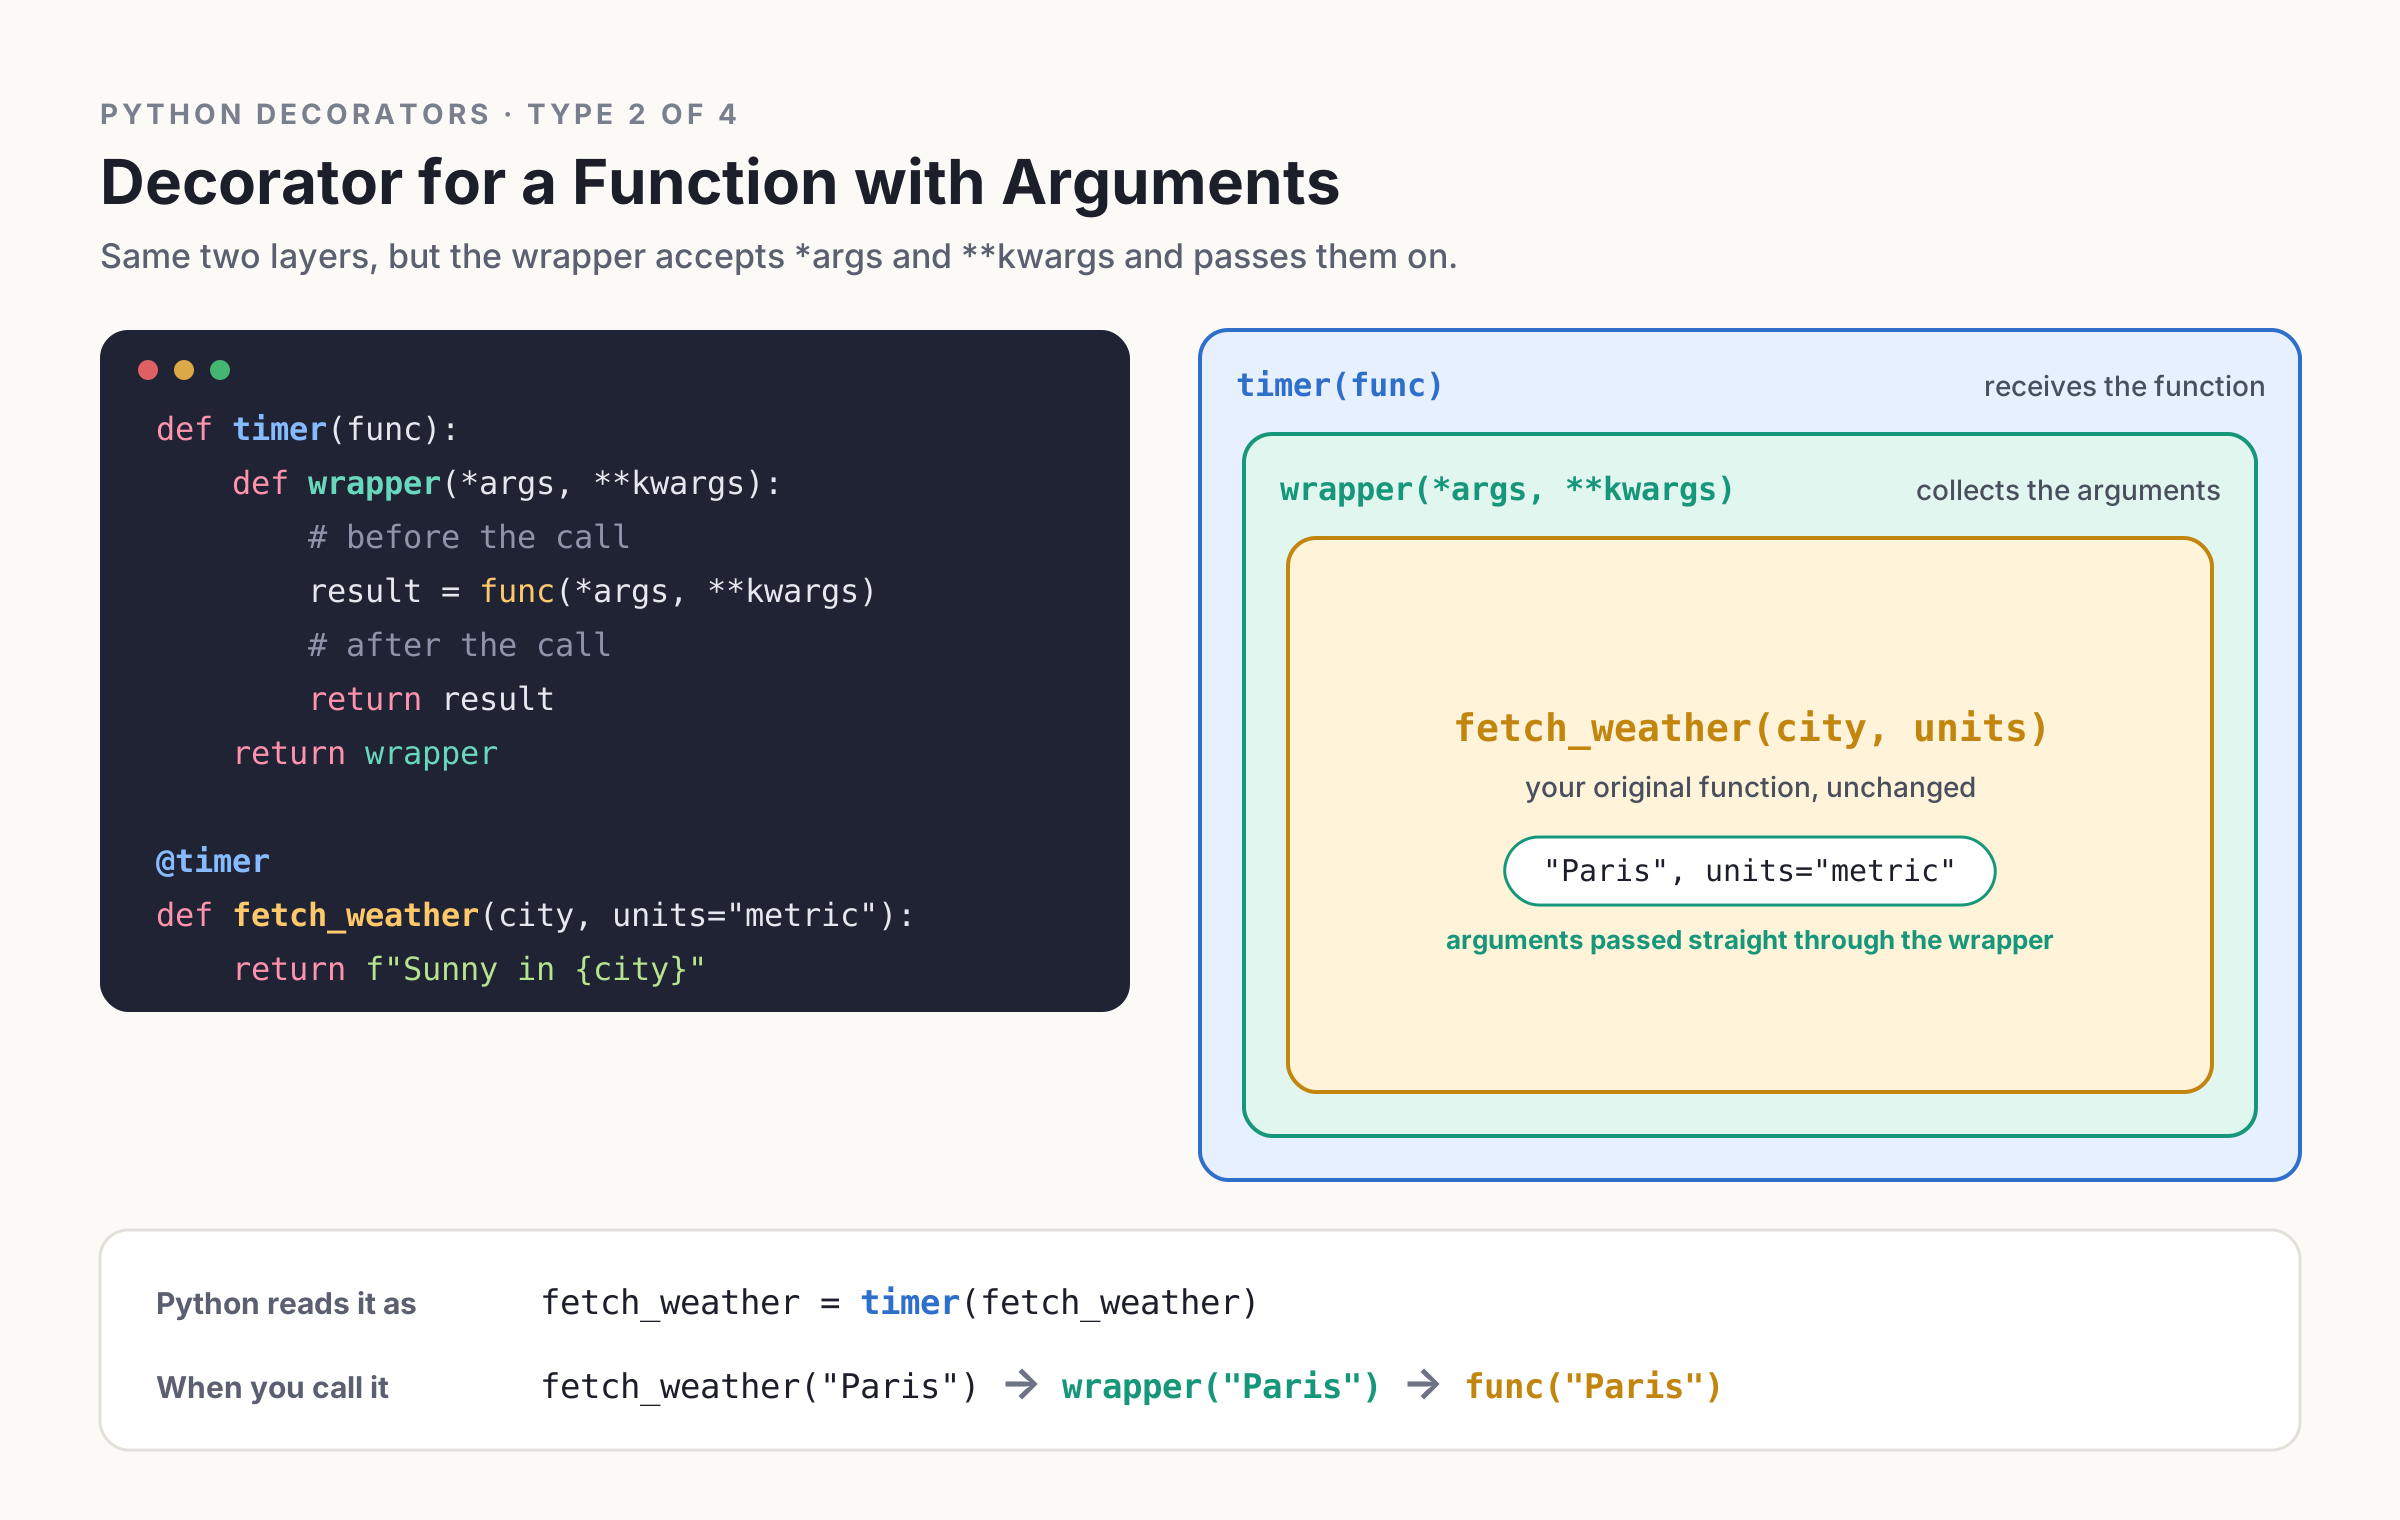 PYTHON DECORATORS · TYPE 2 OF 4
Decorator for a Function with Arguments
Same two layers, but the wrapper accepts *args and **kwargs and passes them on.
def timer(func):
    def wrapper(*args, **kwargs):
        # before the call
        result = func(*args, **kwargs)
        # after the call
        return result
    return wrapper
@timer
def fetch_weather(city, units="metric"):
    return f"Sunny in {city}"
timer(func) receives the function
wrapper(*args, **kwargs) collects the arguments
fetch_weather(city, units)
your original function, unchanged
"Paris", units="metric"
arguments passed straight through the wrapper
Python reads it as fetch_weather = timer(fetch_weather)
When you call it fetch_weather("Paris") → wrapper("Paris") → func("Paris")